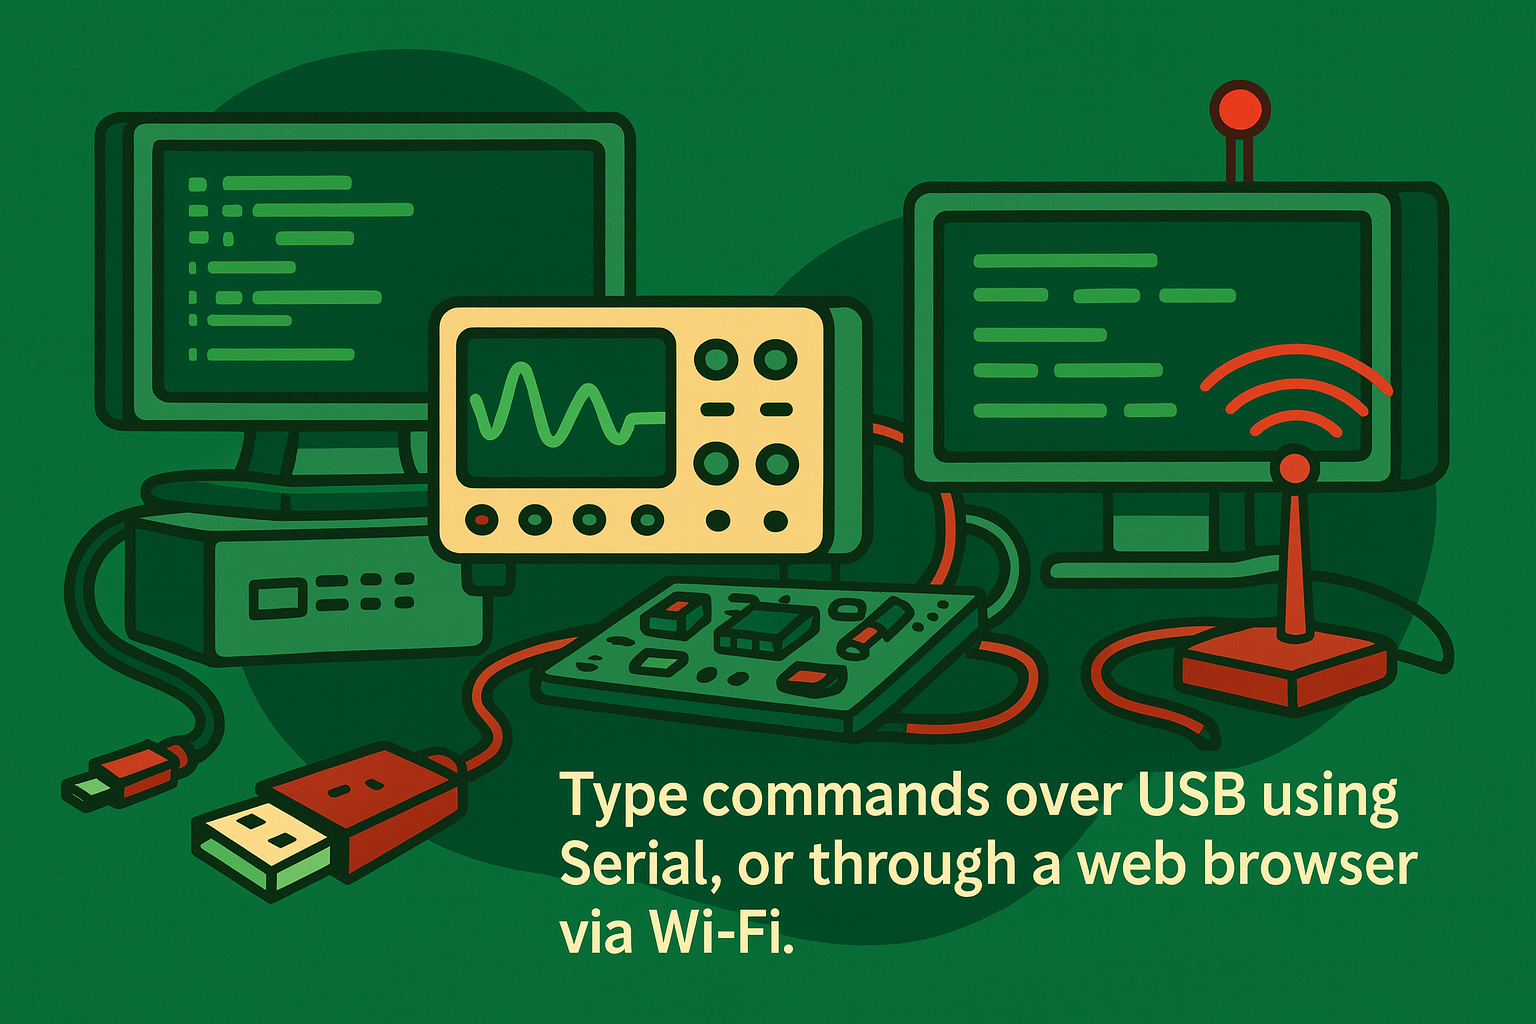 Type commands over USB using
Serial, or through a web browser
via Wi-Fi.